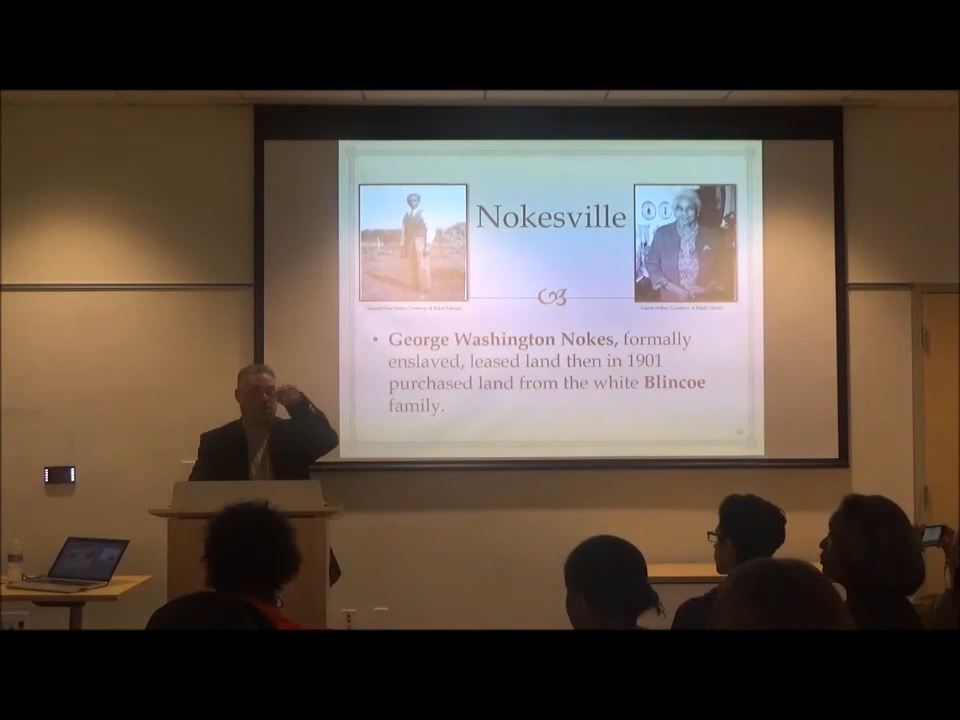 Nokesville
• George Washington Nokes, formally
enslaved, leased land then in 1901
purchased land from the white Blincoe
family.